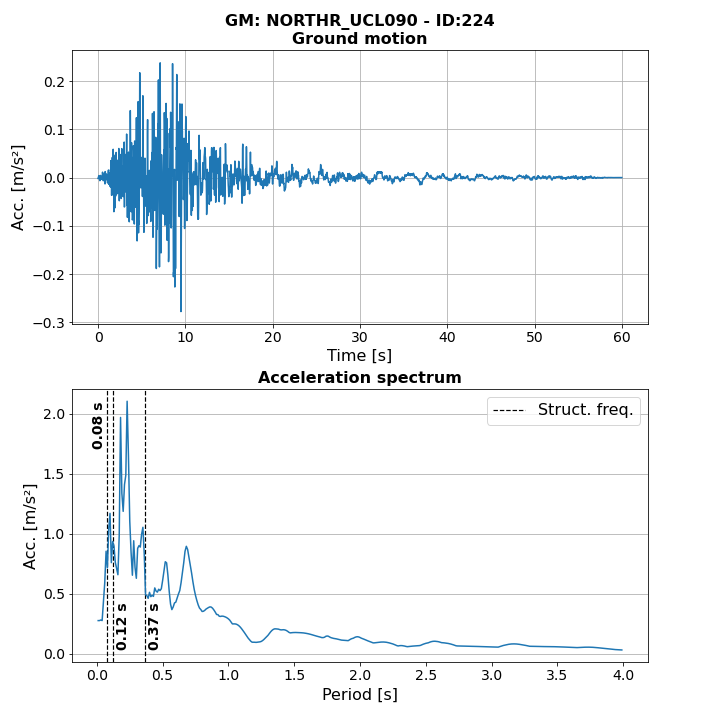 GM: NORTHR_UCL090 - ID:224
Ground motion
0.2
0.1
0.0
−0.1
−0.2
−0.3
Acc. [m/s²]
0 10 20 30 40 50 60
Time [s]
Acceleration spectrum
2.0
1.5
1.0
0.5
0.0
Acc. [m/s²]
0.08 s
0.12 s
0.37 s
Struct. freq.
0.0 0.5 1.0 1.5 2.0 2.5 3.0 3.5 4.0
Period [s]